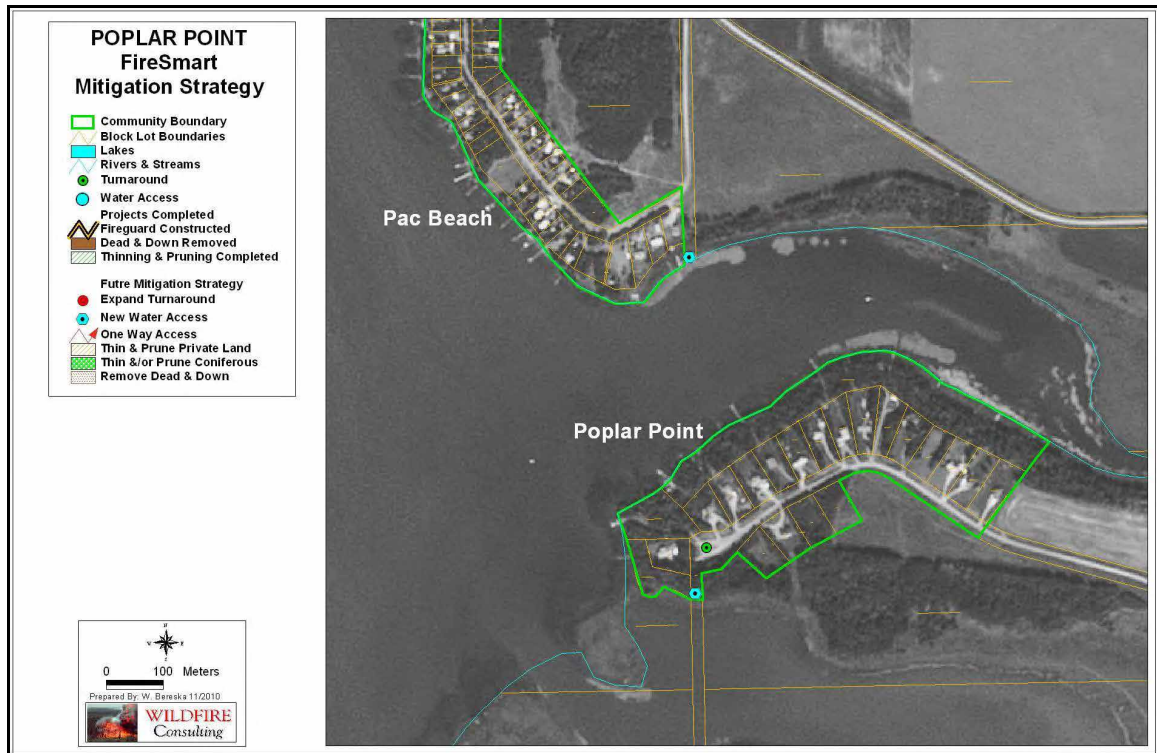 POPLAR POINT
FireSmart
Mitigation Strategy
Community Boundary
Block Lot Boundaries
Lakes
Rivers & Streams
Turnaround
Water Access
Projects Completed
Fireguard Constructed
Dead & Down Removed
Thinning & Pruning Completed
Futre Mitigation Strategy
Expand Turnaround
New Water Access
One Way Access
Thin & Prune Private Land
Thin &/or Prune Coniferous
Remove Dead & Down
Pac Beach
Poplar Point
N
W E
S
0 100 Meters
Prepared By: W. Bereska 11/2010
WILDFIRE
Consulting